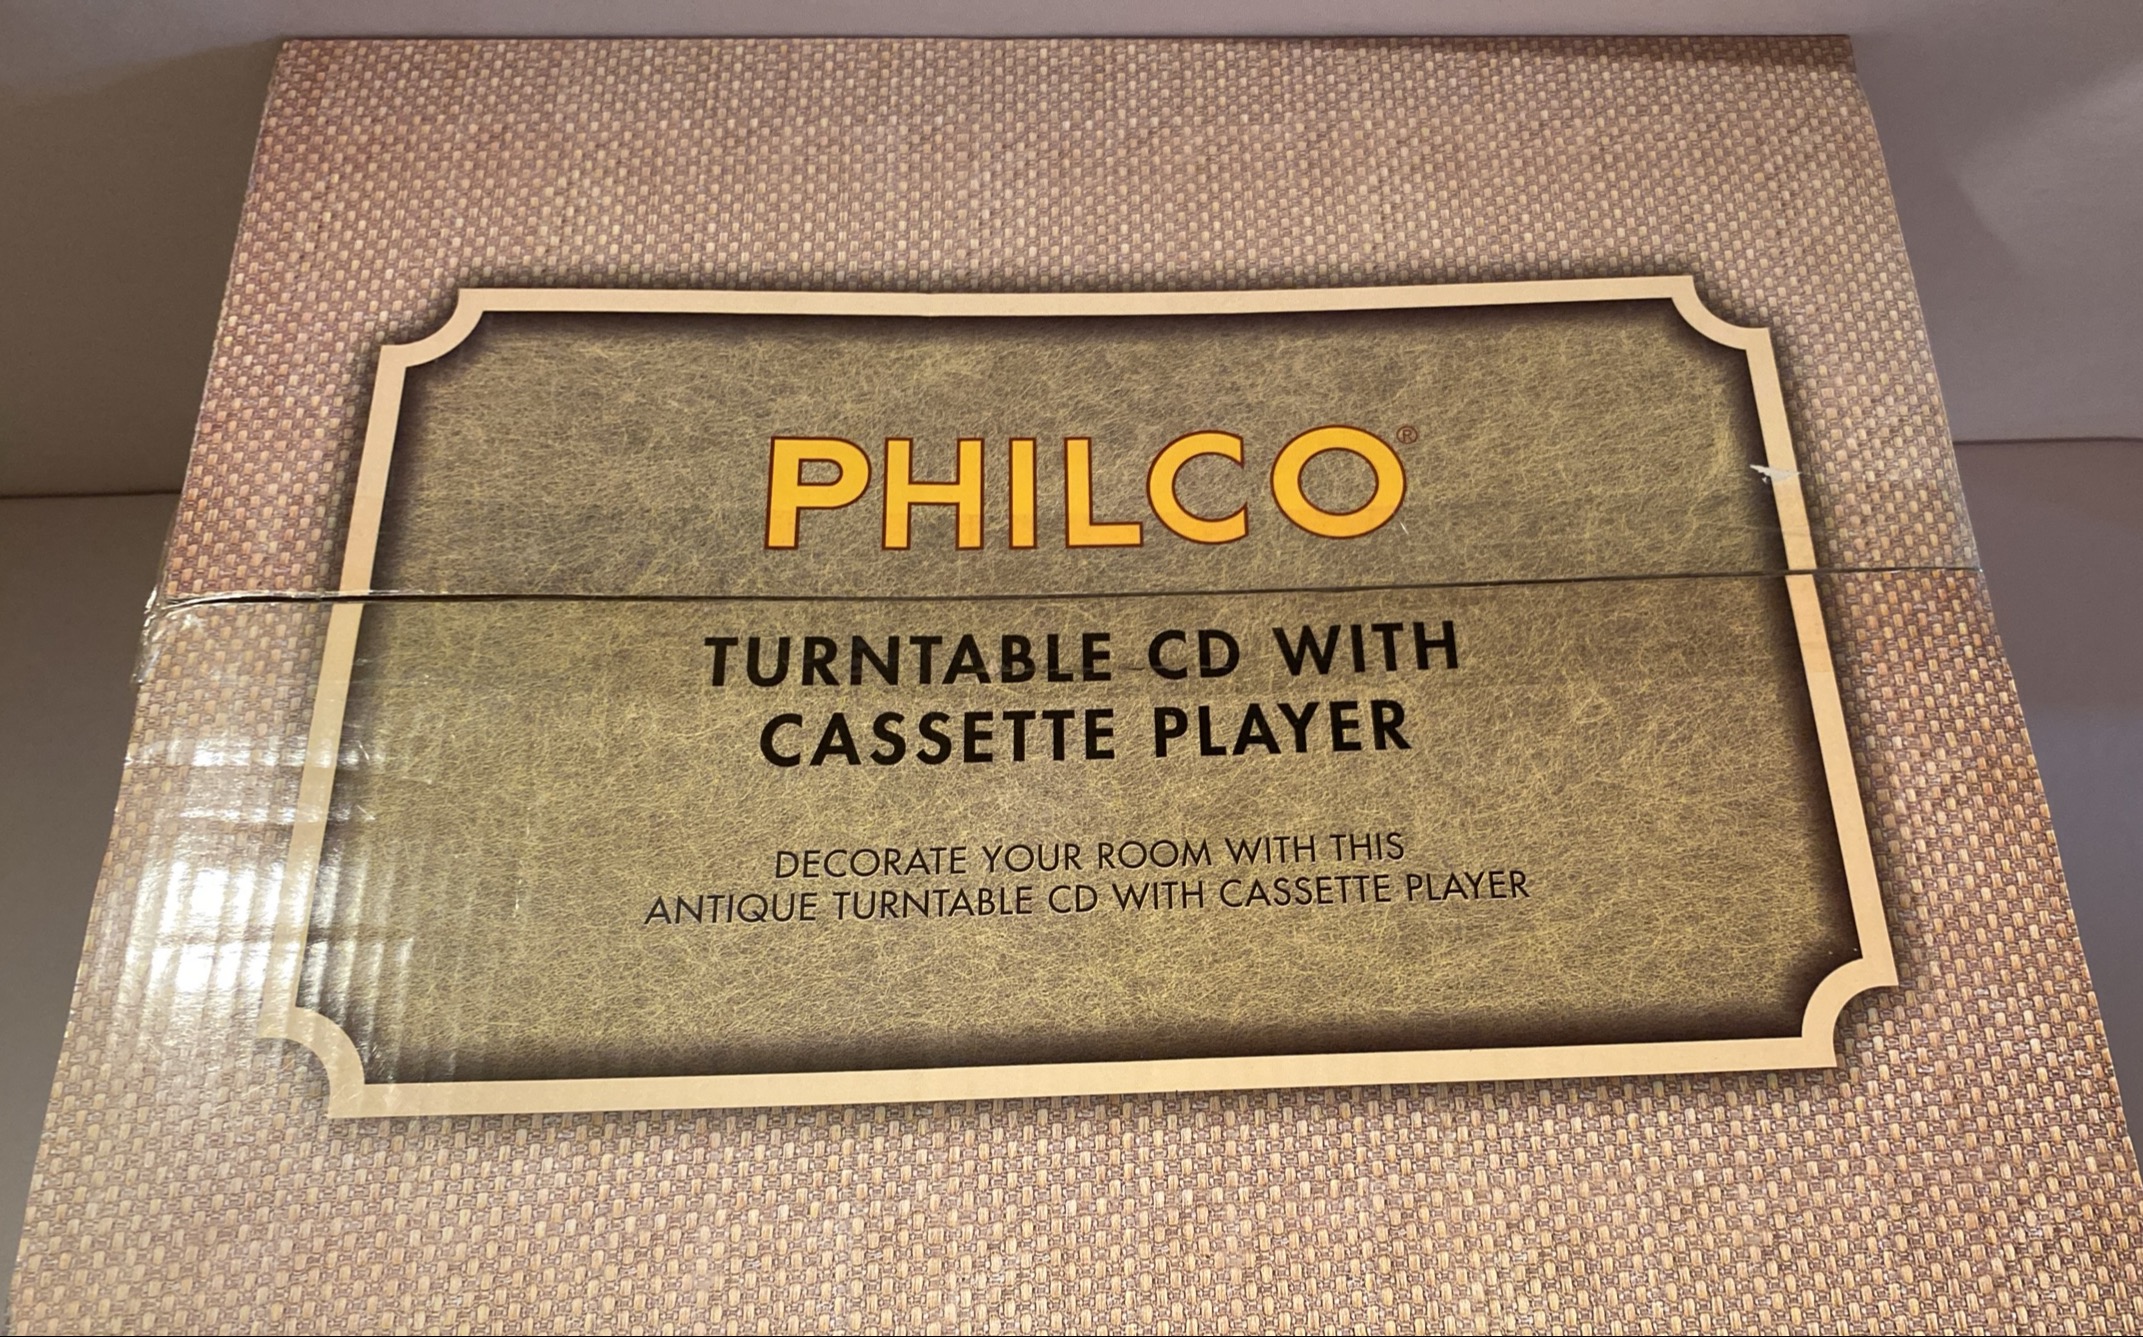 PHILCO®
TURNTABLE CD WITH
CASSETTE PLAYER
DECORATE YOUR ROOM WITH THIS
ANTIQUE TURNTABLE CD WITH CASSETTE PLAYER